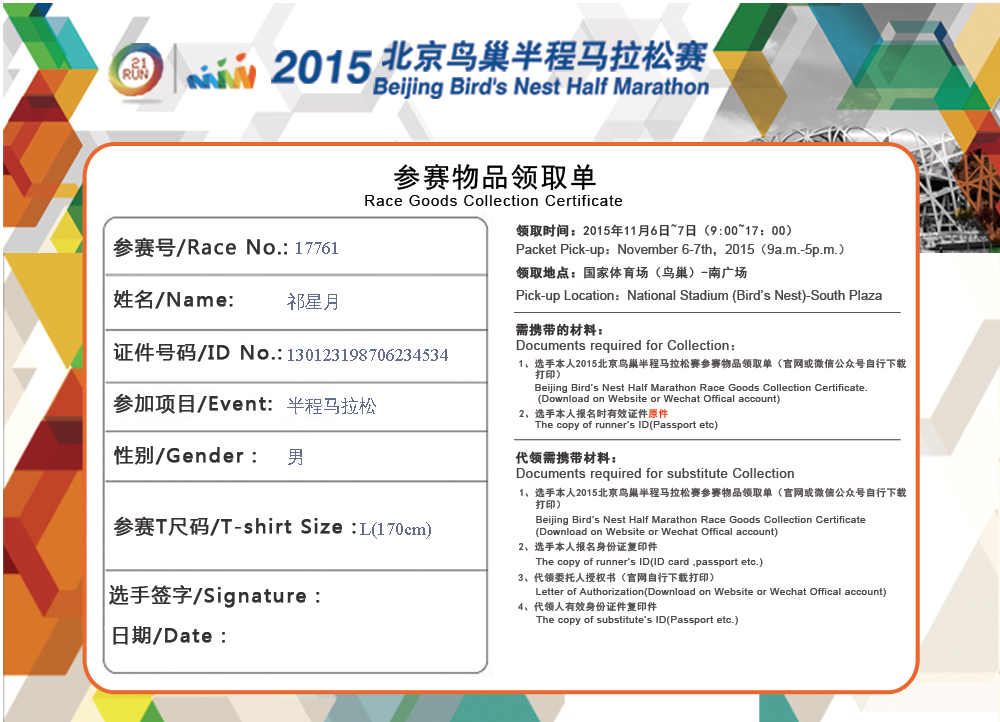 21
RUN
2015 北京鸟巢半程马拉松赛
Beijing Bird's Nest Half Marathon
参赛物品领取单
Race Goods Collection Certificate
参赛号/Race No.: 17761
姓名/Name: 祁星月
证件号码/ID No.: 130123198706234534
参加项目/Event: 半程马拉松
性别/Gender : 男
参赛T尺码/T-shirt Size : L(170cm)
选手签字/Signature :
日期/Date :
领取时间：2015年11月6日~7日（9:00~17：00）
Packet Pick-up：November 6-7th，2015（9a.m.-5p.m.）
领取地点：国家体育场（鸟巢）-南广场
Pick-up Location：National Stadium (Bird's Nest)-South Plaza
需携带的材料：
Documents required for Collection：
1、选手本人2015北京鸟巢半程马拉松赛参赛物品领取单（官网或微信公众号自行下载
打印）
Beijing Bird's Nest Half Marathon Race Goods Collection Certificate.
(Download on Website or Wechat Offical account)
2、选手本人报名时有效证件原件
The copy of runner's ID(Passport etc)
代领需携带材料：
Documents required for substitute Collection
1、选手本人2015北京鸟巢半程马拉松赛参赛物品领取单（官网或微信公众号自行下载
打印）
Beijing Bird's Nest Half Marathon Race Goods Collection Certificate
(Download on Website or Wechat Offical account)
2、选手本人报名身份证复印件
The copy of runner's ID(ID card ,passport etc.)
3、代领委托人授权书（官网自行下载打印）
Letter of Authorization(Download on Website or Wechat Offical account)
4、代领人有效身份证件复印件
The copy of substitute's ID(Passport etc.)